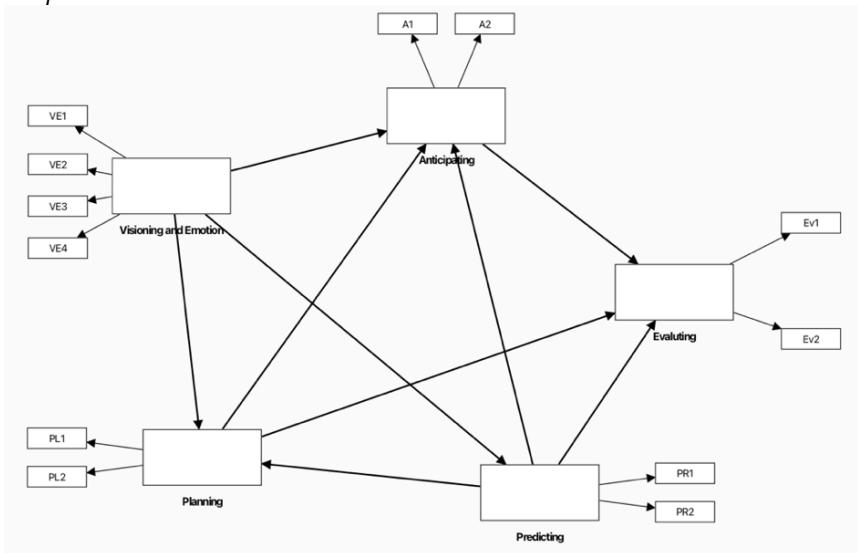 A1
A2
VE1
VE2
VE3
VE4
Anticipating
Visioning and Emotion
Ev1
Evaluting
Ev2
PL1
PL2
Planning
PR1
PR2
Predicting